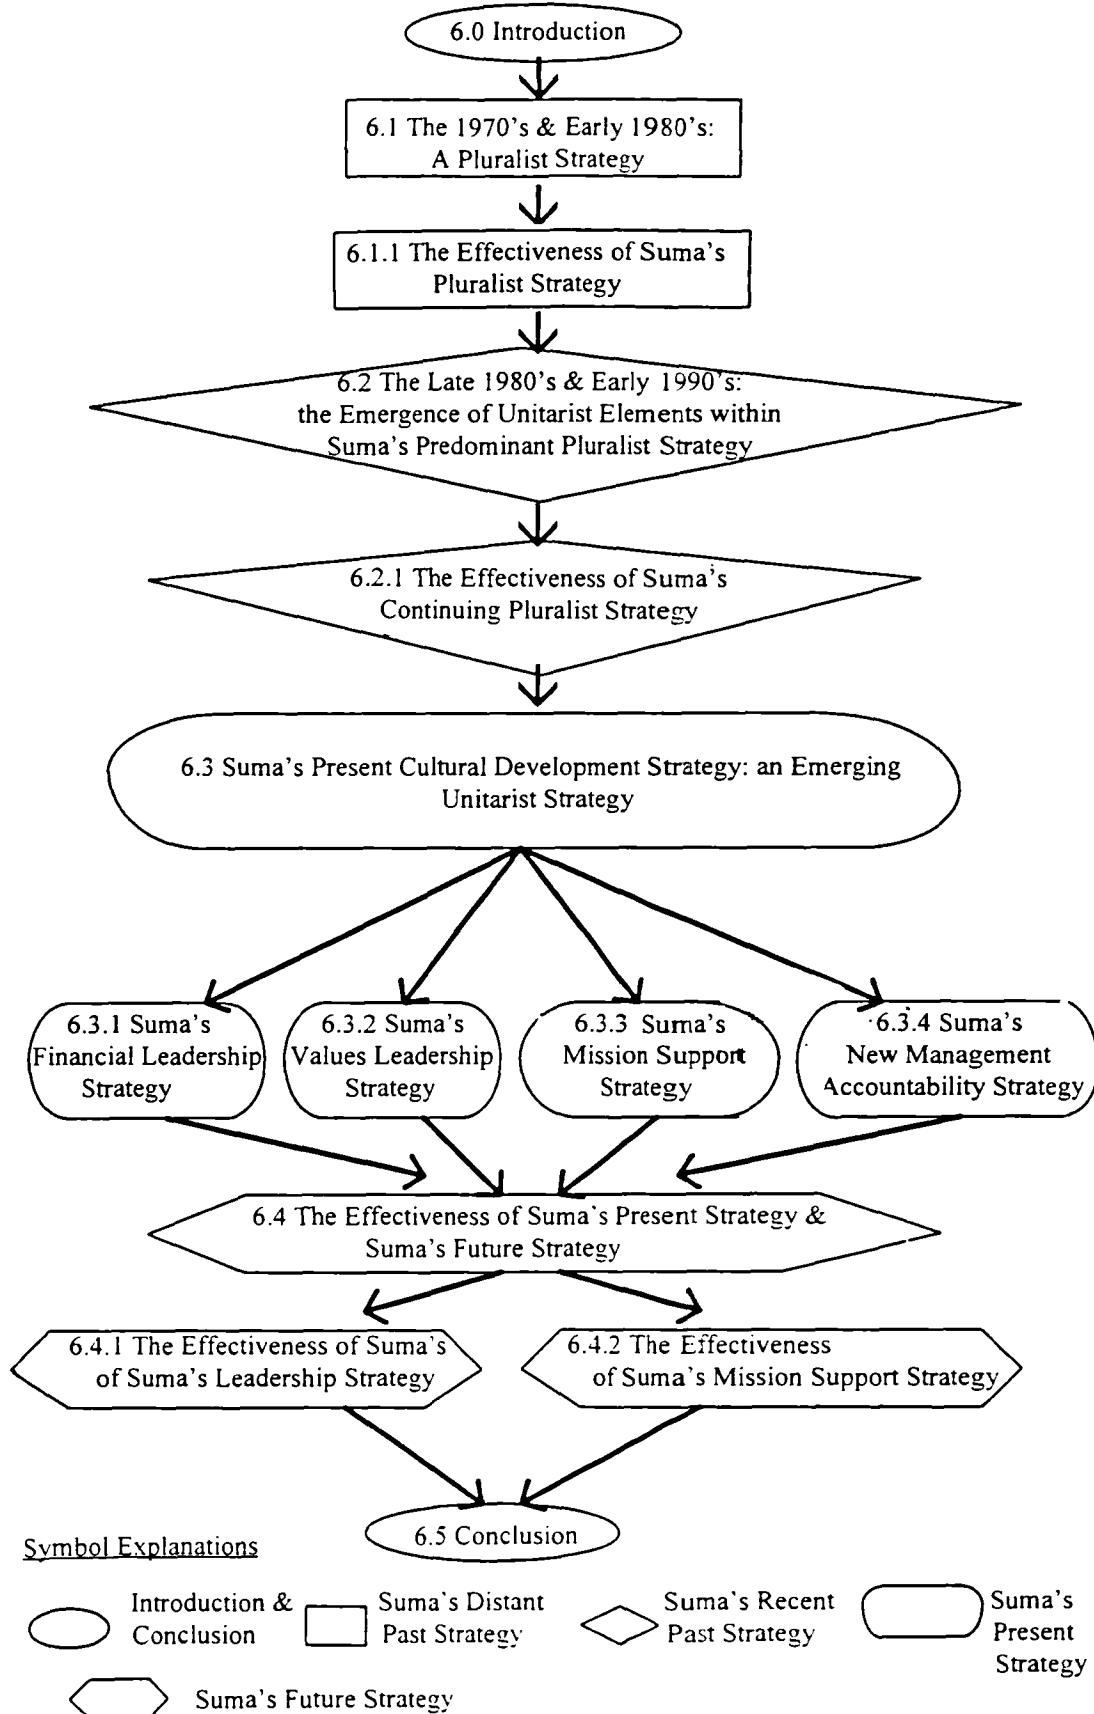 6.0 Introduction
6.1 The 1970's & Early 1980's:
A Pluralist Strategy
6.1.1 The Effectiveness of Suma's
Pluralist Strategy
6.2 The Late 1980's & Early 1990's:
the Emergence of Unitarist Elements within
Suma's Predominant Pluralist Strategy
6.2.1 The Effectiveness of Suma's
Continuing Pluralist Strategy
6.3 Suma's Present Cultural Development Strategy: an Emerging
Unitarist Strategy
6.3.1 Suma's
Financial Leadership
Strategy
6.3.2 Suma's
Values Leadership
Strategy
6.3.3 Suma's
Mission Support
Strategy
6.3.4 Suma's
New Management
Accountability Strategy
6.4 The Effectiveness of Suma's Present Strategy &
Suma's Future Strategy
6.4.1 The Effectiveness of Suma's
of Suma's Leadership Strategy
6.4.2 The Effectiveness
of Suma's Mission Support Strategy
6.5 Conclusion
Symbol Explanations
Introduction &
Conclusion
Suma's Distant
Past Strategy
Suma's Recent
Past Strategy
Suma's
Present
Strategy
Suma's Future Strategy